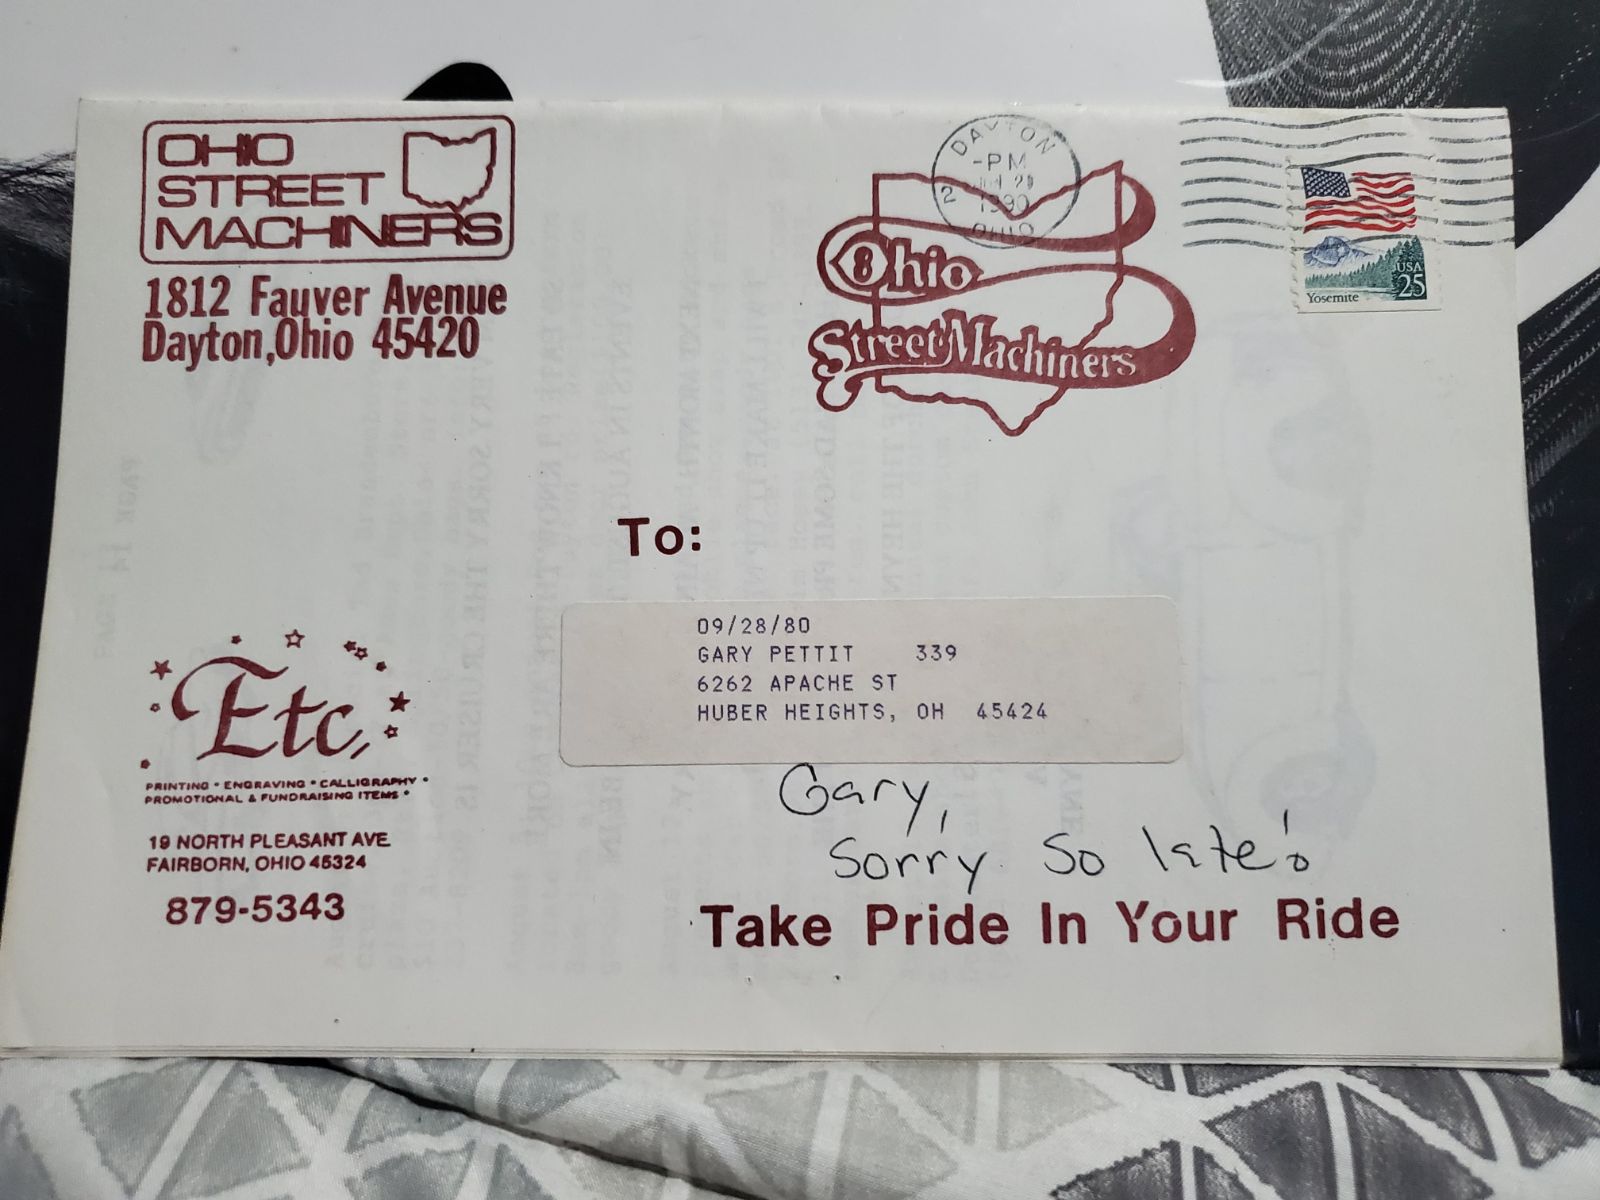 OHIO
STREET
MACHINERS
1812 Fauver Avenue
Dayton, Ohio 45420
DAYTON
-PM
2
1990
OHIO
USA
25
Yosemite
Ohio
Street Machiners
To:
09/28/80
GARY PETTIT 339
6262 APACHE ST
HUBER HEIGHTS, OH 45424
Gary,
Sorry so late!
Take Pride In Your Ride
Etc,
PRINTING • ENGRAVING • CALLIGRAPHY •
PROMOTIONAL & FUNDRAISING ITEMS •
19 NORTH PLEASANT AVE
FAIRBORN, OHIO 45324
879-5343